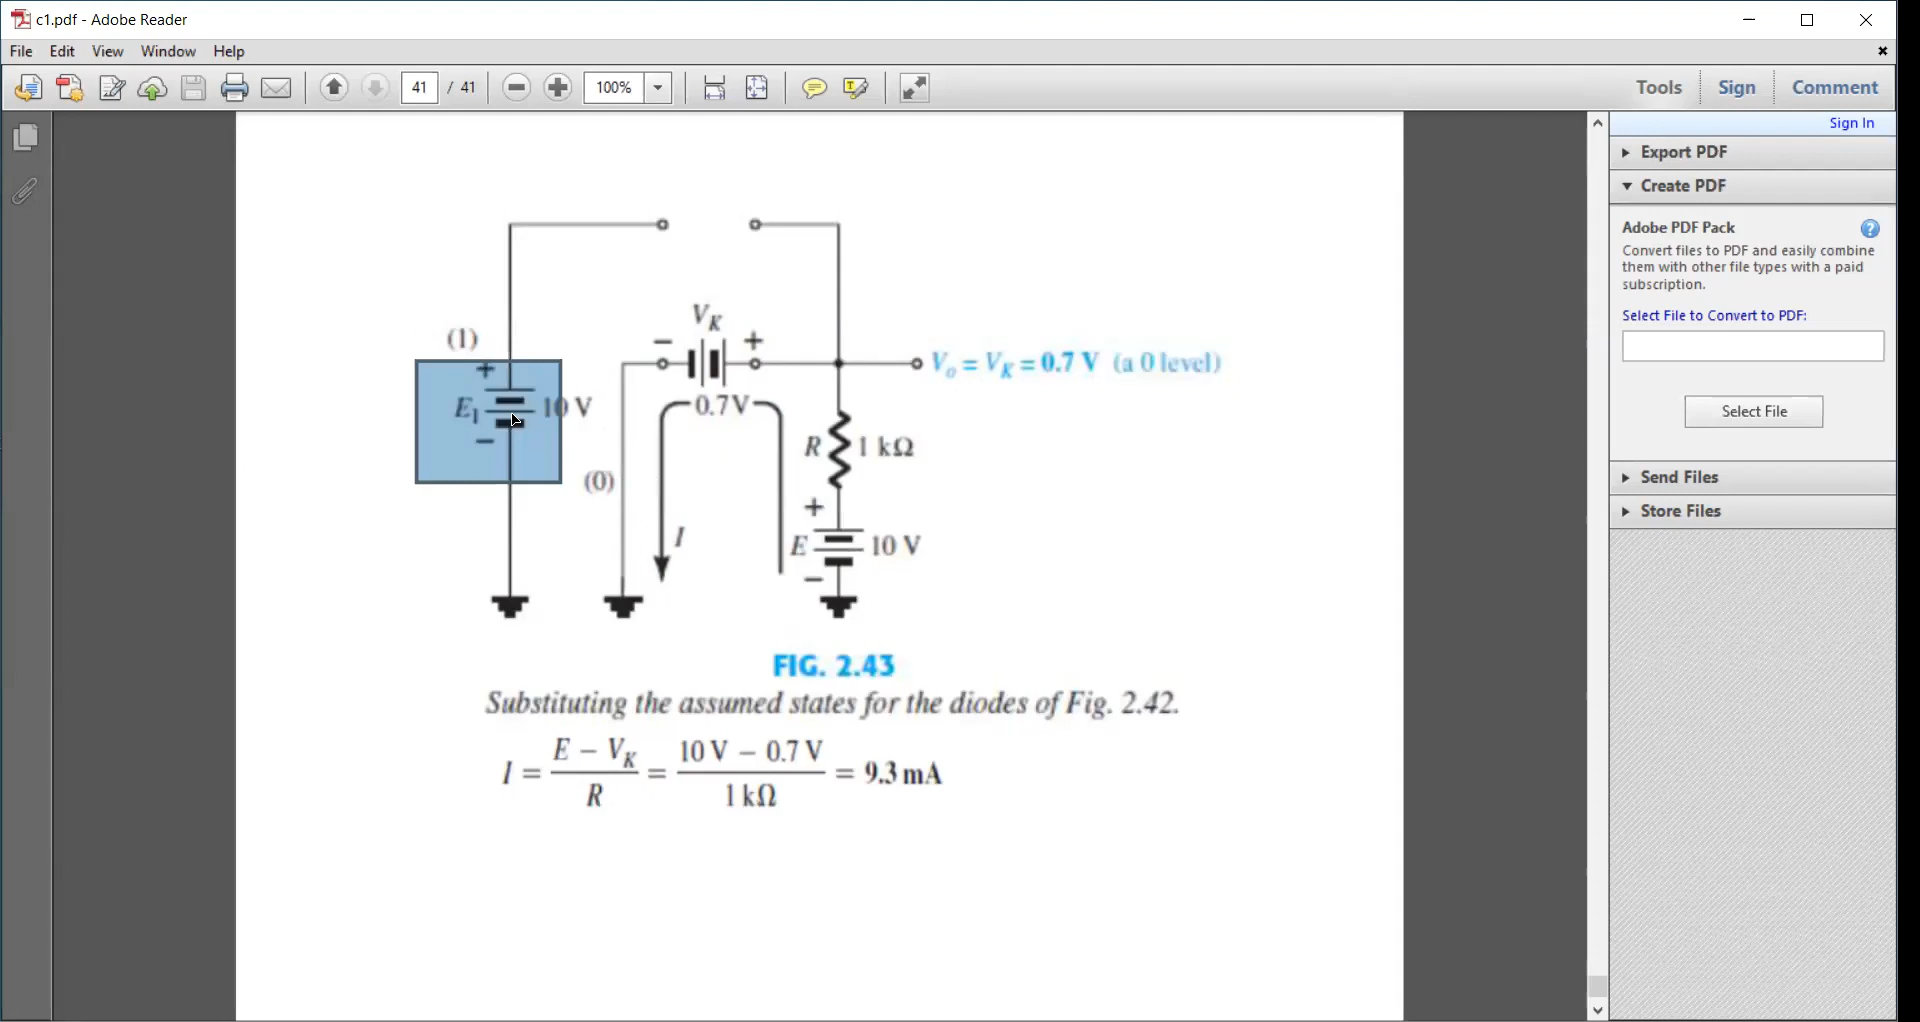 c1.pdf - Adobe Reader
File Edit View Window Help
41 / 41 100% Tools Sign Comment
Sign In
Export PDF
Create PDF
Adobe PDF Pack
Convert files to PDF and easily combine
them with other file types with a paid
subscription.
Select File to Convert to PDF:
Select File
Send Files
Store Files
(1)
+
E₁ 10 V
−
V_K
− +
0.7V
(0)
I
V_o = V_K = 0.7 V (a 0 level)
R 1 kΩ
+
E 10 V
−
FIG. 2.43
Substituting the assumed states for the diodes of Fig. 2.42.
I = (E − V_K)/R = (10 V − 0.7 V)/(1 kΩ) = 9.3 mA